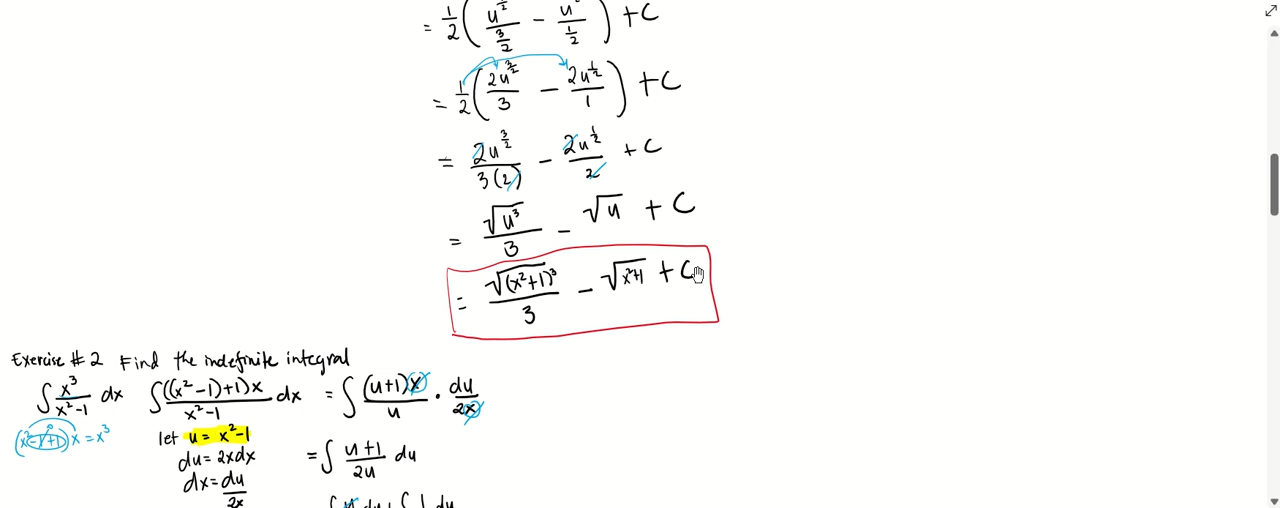 = 1/2 ( u^{3/2} / (3/2) − u^{1/2} / (1/2) ) + C
= 1/2 ( 2u^{3/2} / 3 − 2u^{1/2} / 1 ) + C
= 2u^{3/2} / 3(2) − 2u^{1/2} / 2 + C
= √(u³) / 3 − √u + C
= √((x²+1)³) / 3 − √(x²+1) + C
Exercise #2 Find the indefinite integral
∫ x³ / (x²−1) dx ∫ ((x²−1)+1)x / (x²−1) dx = ∫ (u+1)x / u · du / 2x
(x²−1+1)x = x³
let u = x²−1
du = 2xdx
dx = du / 2x
= ∫ (u+1) / 2u du